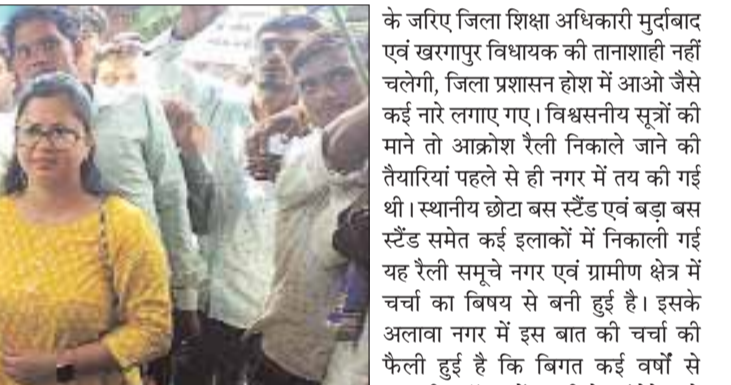 के जरिए जिला शिक्षा अधिकारी मुर्दाबाद
एवं खरगापुर विधायक की तानाशाही नहीं
चलेगी, जिला प्रशासन होश में आओ जैसे
कई नारे लगाए गए। विश्वसनीय सूत्रों की
माने तो आक्रोश रैली निकाले जाने की
तैयारियां पहले से ही नगर में तय की गई
थी। स्थानीय छोटा बस स्टैंड एवं बड़ा बस
स्टैंड समेत कई इलाकों में निकाली गई
यह रैली समूचे नगर एवं ग्रामीण क्षेत्र में
चर्चा का बिषय से बनी हुई है। इसके
अलावा नगर में इस बात की चर्चा की
फैली हुई है कि बिगत कई वर्षों से